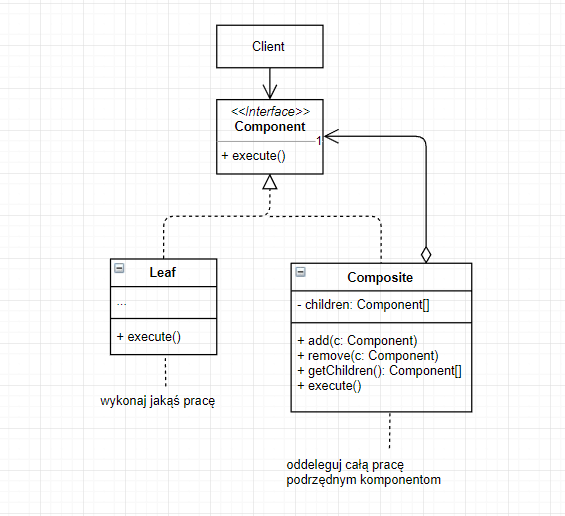 Client
<<Interface>>
Component
1
+ execute()
Leaf
...
+ execute()
wykonaj jakąś pracę
Composite
- children: Component[]
+ add(c: Component)
+ remove(c: Component)
+ getChildren(): Component[]
+ execute()
oddeleguj całą pracę
podrzędnym komponentom